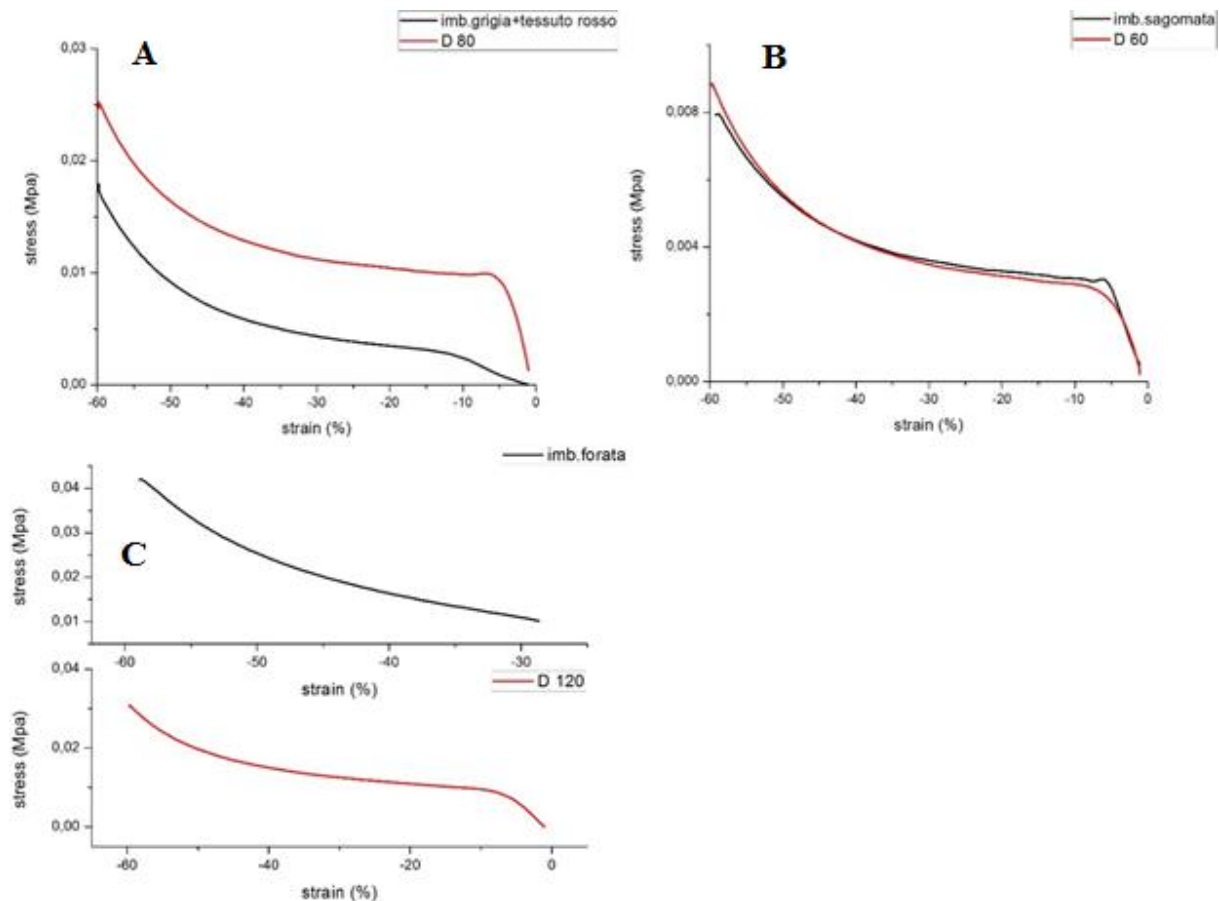 imb.grigia+tessuto rosso
D 80
A
0,03
0,02
0,01
0,00
stress (Mpa)
-60 -50 -40 -30 -20 -10 0
strain (%)
imb.sagomata
D 60
B
0,008
0,004
0,000
stress (Mpa)
-60 -50 -40 -30 -20 -10 0
strain (%)
imb.forata
C
0,04
0,03
0,02
0,01
stress (Mpa)
-60 -50 -40 -30
strain (%)
D 120
0,04
0,02
0,00
stress (Mpa)
-60 -40 -20 0
strain (%)